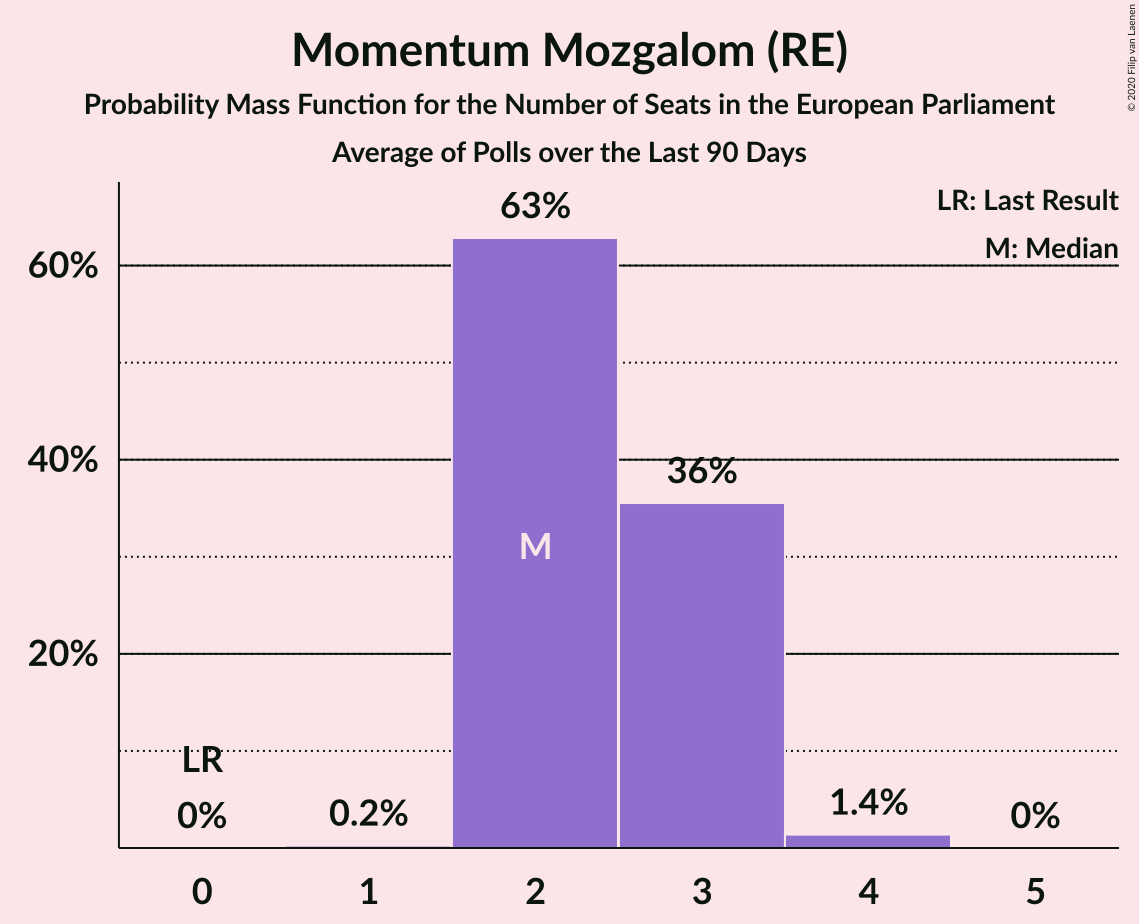 Momentum Mozgalom (RE)
Probability Mass Function for the Number of Seats in the European Parliament
Average of Polls over the Last 90 Days
© 2020 Filip van Laenen
LR: Last Result
M: Median
63%
60%
40%
36%
M
20%
LR
0%
0.2%
1.4%
0%
0 1 2 3 4 5